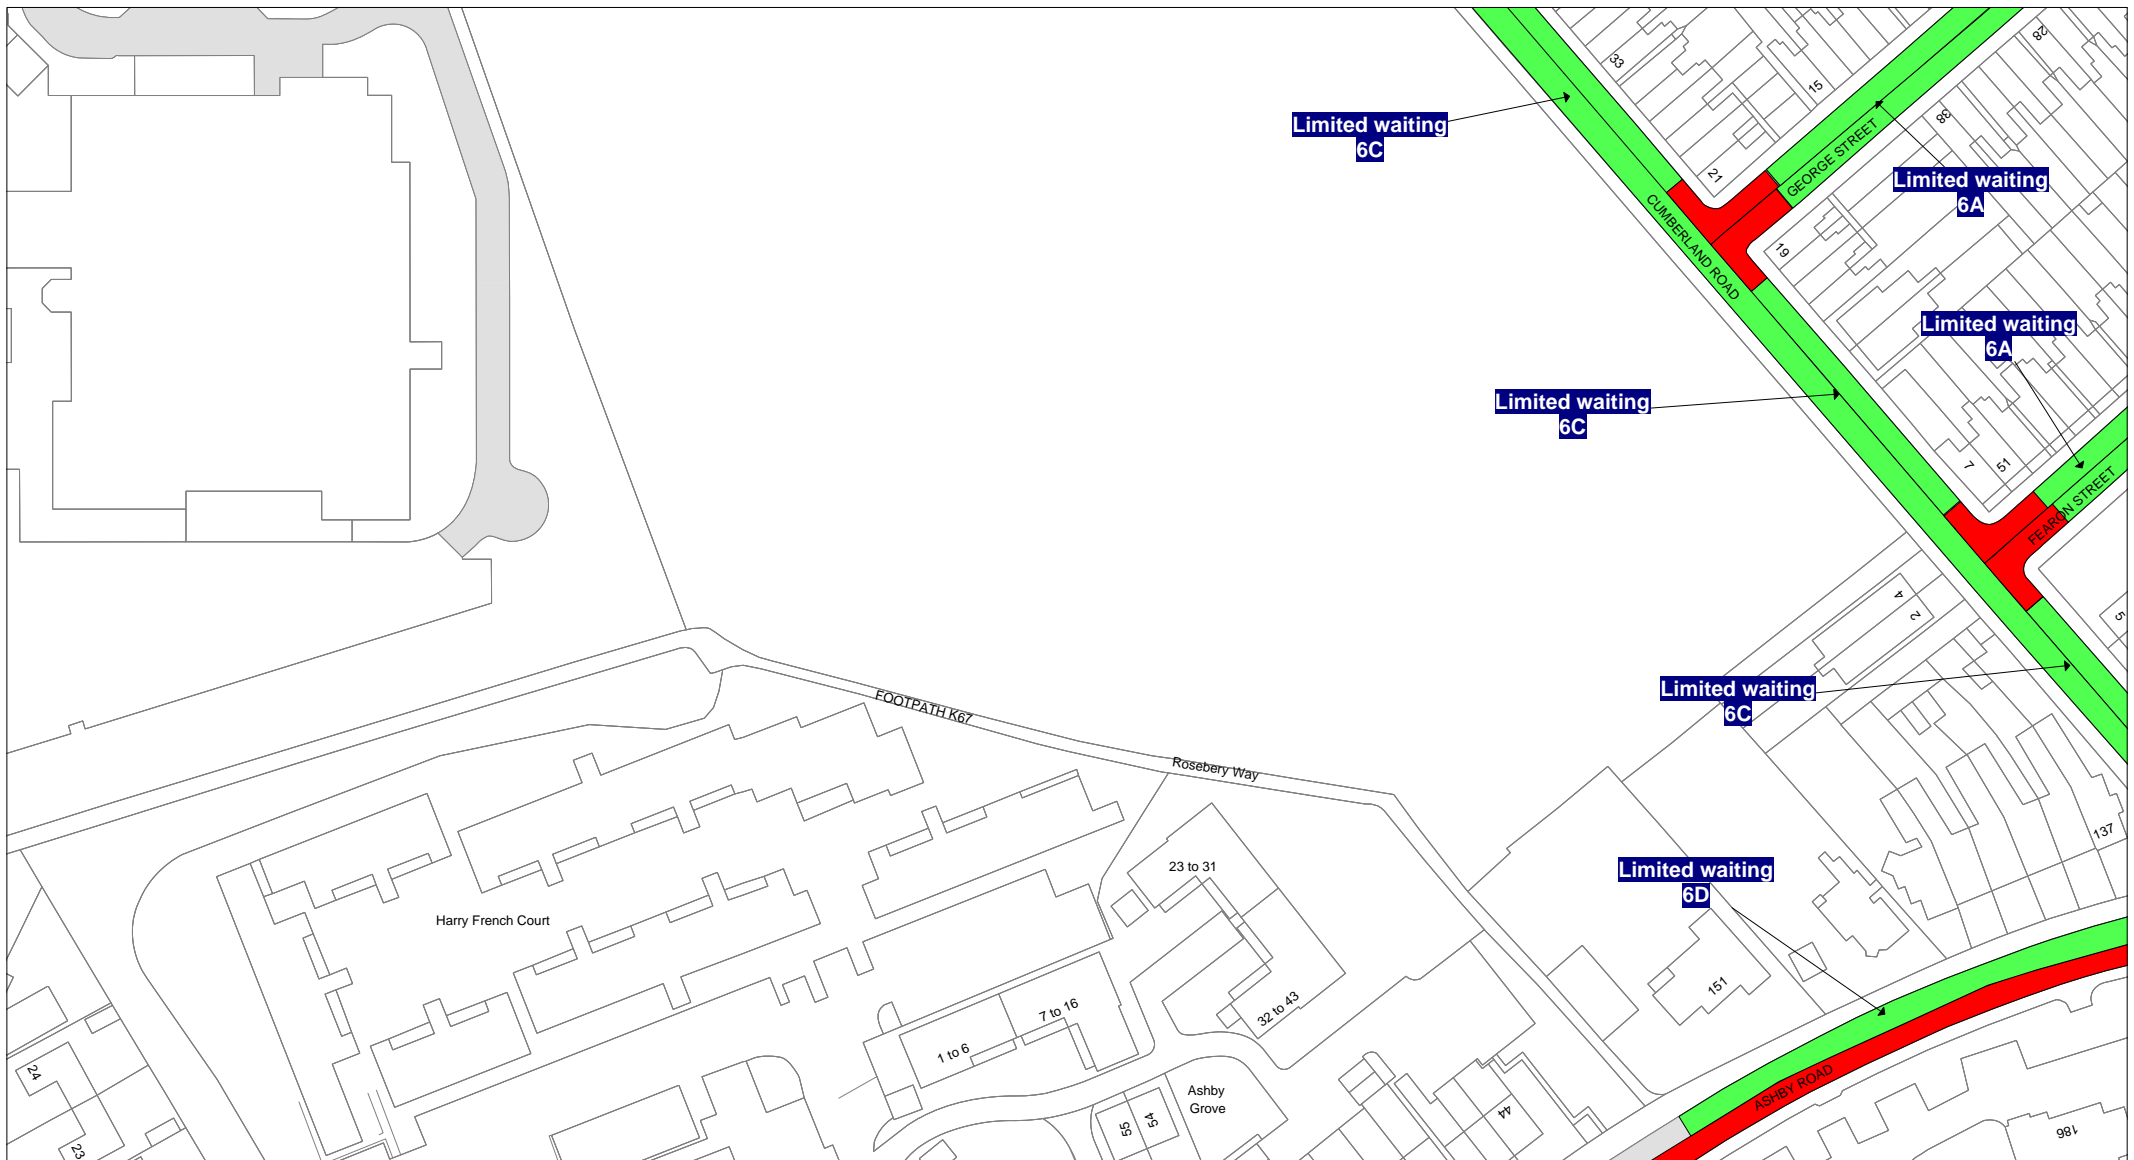 33
28
15
38
Limited waiting
6C
GEORGE STREET
21
Limited waiting
6A
CUMBERLAND ROAD
19
Limited waiting
6A
Limited waiting
6C
7
51
FEARON STREET
4
2
5
Limited waiting
6C
FOOTPATH K67
Rosebery Way
137
23 to 31
Limited waiting
6D
Harry French Court
151
32 to 43
7 to 16
1 to 6
24
ASHBY ROAD
Ashby
Grove
44
55
54
186
23